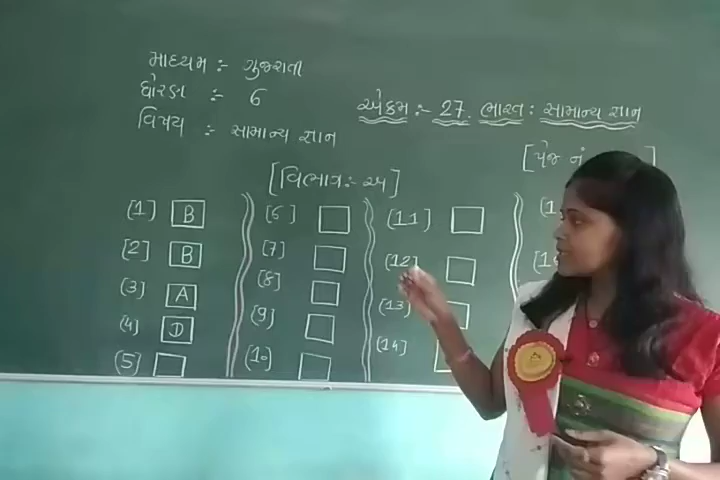 માધ્યમ :- ગુજરાતી
ધોરણ :- 6
વિષય :- સામાન્ય જ્ઞાન
એકમ :- 27. ભારત : સામાન્ય જ્ઞાન
[પેજ નં ]
[વિભાગ :- અ]
(1) B
(2) B
(3) A
(4) D
(5)
[6]
[7]
[8]
(9)
(10)
[11]
[12]
(13)
[14]